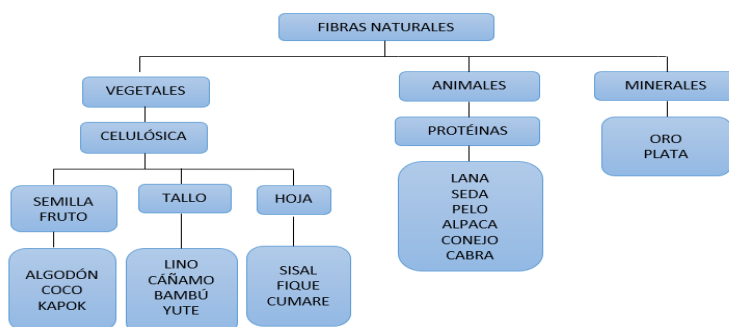 FIBRAS NATURALES
VEGETALES
ANIMALES
MINERALES
CELULÓSICA
PROTÉINAS
ORO
PLATA
SEMILLA
FRUTO
TALLO
HOJA
LANA
SEDA
PELO
ALPACA
CONEJO
CABRA
ALGODÓN
COCO
KAPOK
LINO
CÁÑAMO
BAMBÚ
YUTE
SISAL
FIQUE
CUMARE